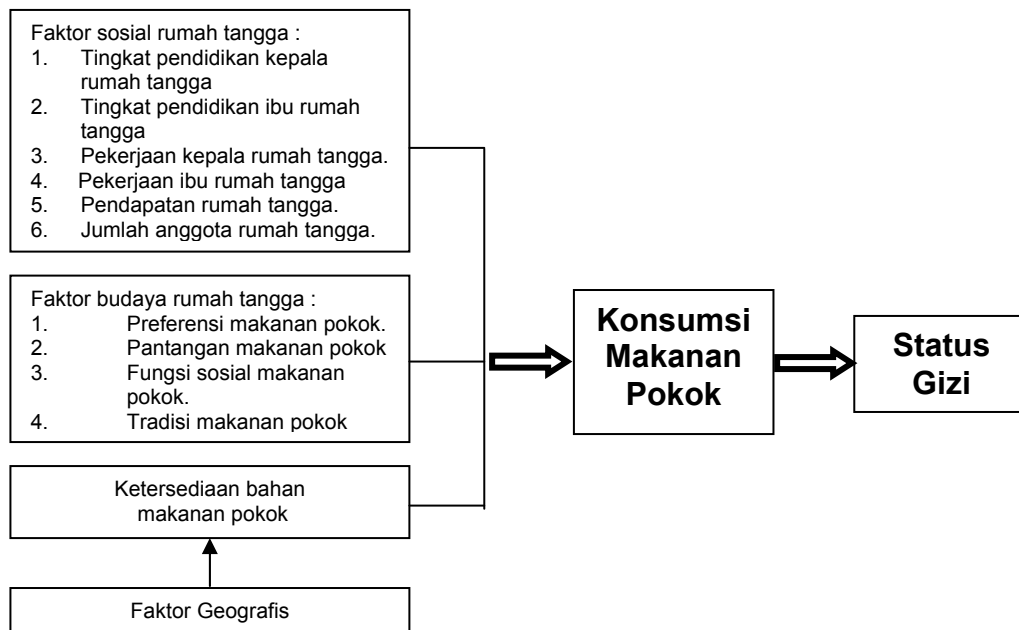 Faktor sosial rumah tangga :
1. Tingkat pendidikan kepala
rumah tangga
2. Tingkat pendidikan ibu rumah
tangga
3. Pekerjaan kepala rumah tangga.
4. Pekerjaan ibu rumah tangga
5. Pendapatan rumah tangga.
6. Jumlah anggota rumah tangga.
Faktor budaya rumah tangga :
1. Preferensi makanan pokok.
2. Pantangan makanan pokok
3. Fungsi sosial makanan
pokok.
4. Tradisi makanan pokok
Ketersediaan bahan
makanan pokok
Faktor Geografis
Konsumsi
Makanan
Pokok
Status
Gizi